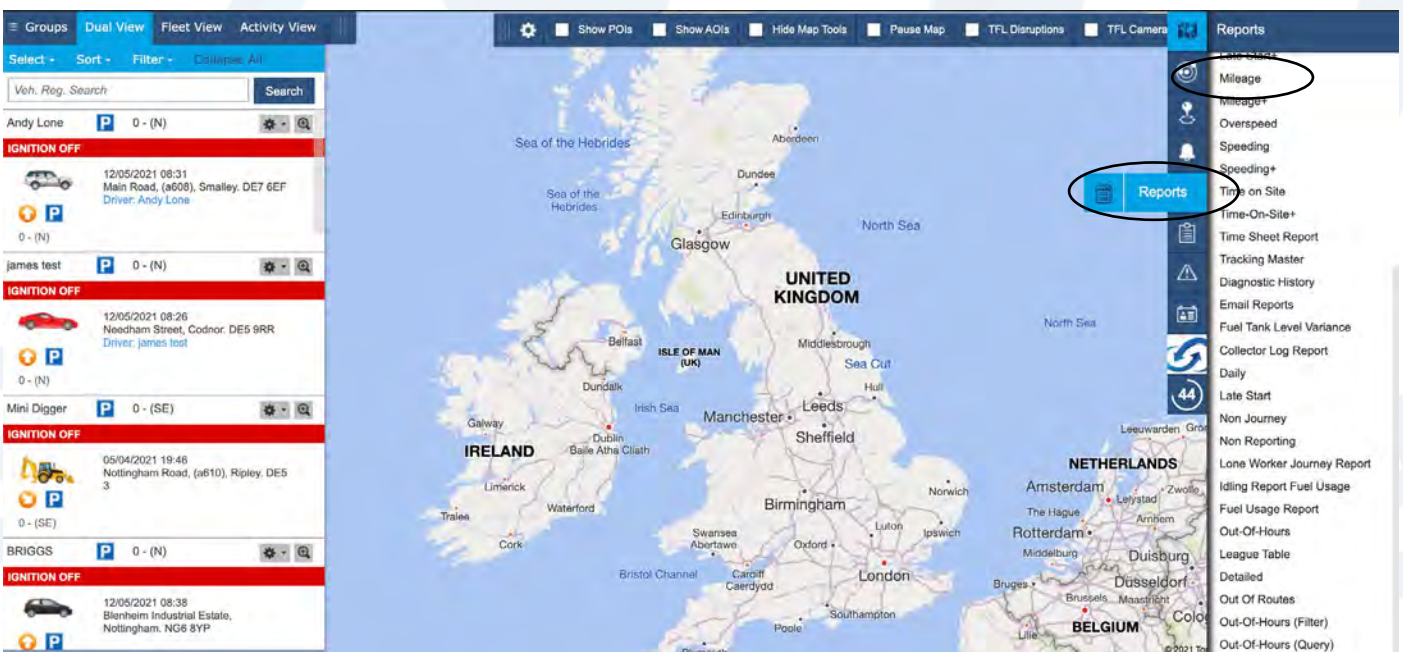 Groups Dual View Fleet View Activity View
Select Sort Filter Collapse All
Veh. Reg. Search Search
Andy Lone P 0 - (N)
IGNITION OFF
12/05/2021 08:31
Main Road, (a608), Smalley. DE7 6EF
Driver: Andy Lone
P
0 - (N)
james test P 0 - (N)
IGNITION OFF
12/05/2021 08:26
Needham Street, Codnor. DE5 9RR
Driver: james test
P
0 - (N)
Mini Digger P 0 - (SE)
IGNITION OFF
05/04/2021 19:46
Nottingham Road, (a610), Ripley. DE5
3
P
0 - (SE)
BRIGGS P 0 - (N)
IGNITION OFF
12/05/2021 08:38
Blenheim Industrial Estate,
Nottingham. NG6 8YP
P
Show POIs Show AOIs Hide Map Tools Pause Map TFL Disruptions TFL Camera
Aberdeen
Sea of the Hebrides
Dundee
Sea of the
Hebrides
Edinburgh
North Sea
Glasgow
UNITED
KINGDOM
North Sea
Belfast
ISLE OF MAN
(UK)
Middlesbrough
Sea Cut
Dundalk
Hull
Irish Sea
Leeds
Manchester
Galway
Sheffield
Dublin
Baile Átha Cliath
IRELAND
Leeuwarden Gro
NETHERLANDS
Limerick
Norwich
Amsterdam
Lelystad
Zwolle
Birmingham
Waterford
The Hague
Arnhem
Tralee
Luton
Ipswich
Rotterdam
Swansea
Abertawe
Cork
Oxford
Middelburg
Duisburg
Bristol Channel
Cardiff
Caerdydd
London
Bruges
Düsseldorf
Brussels
Maastricht
Southampton
Colo
Poole
BELGIUM
Lille
Plymouth
© 2021 To
Reports
44
Reports
Late Start+
Mileage
Mileage+
Overspeed
Speeding
Speeding+
Time on Site
Time-On-Site+
Time Sheet Report
Tracking Master
Diagnostic History
Email Reports
Fuel Tank Level Variance
Collector Log Report
Daily
Late Start
Non Journey
Non Reporting
Lone Worker Journey Report
Idling Report Fuel Usage
Fuel Usage Report
Out-Of-Hours
League Table
Detailed
Out Of Routes
Out-Of-Hours (Filter)
Out-Of-Hours (Query)